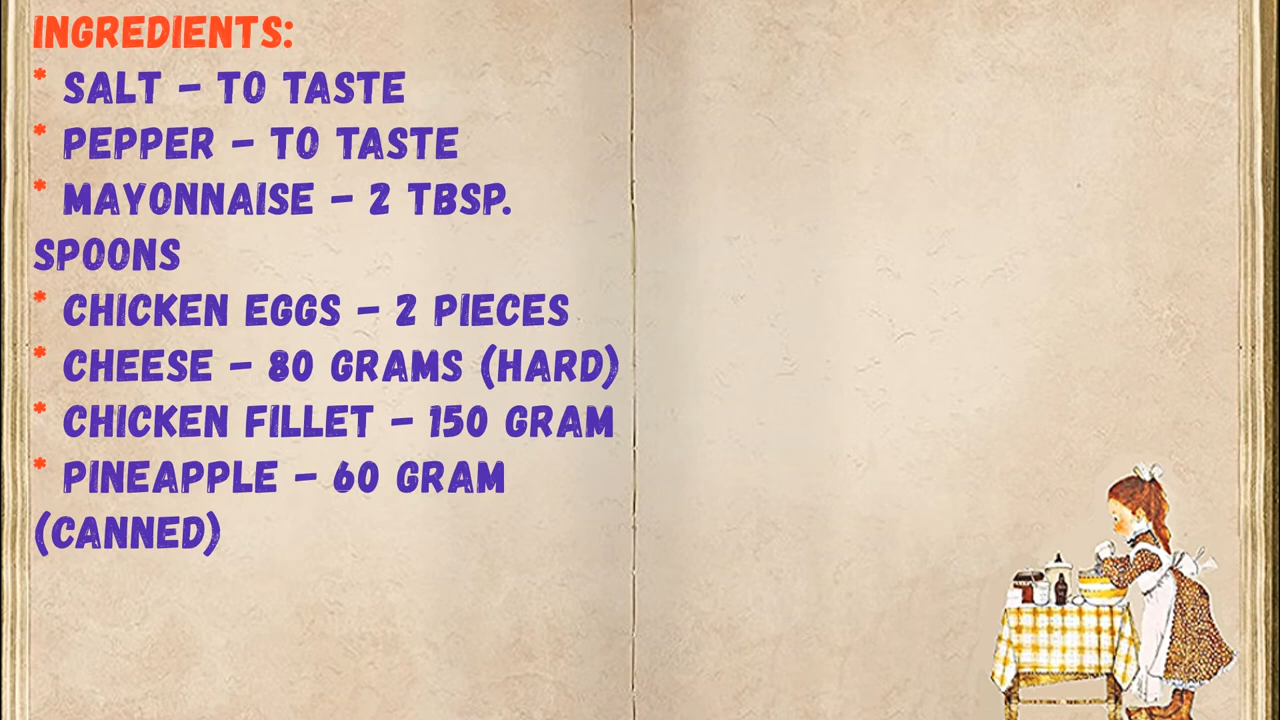 INGREDIENTS:
* SALT – TO TASTE
* PEPPER – TO TASTE
* MAYONNAISE – 2 TBSP.
SPOONS
* CHICKEN EGGS – 2 PIECES
* CHEESE – 80 GRAMS (HARD)
* CHICKEN FILLET – 150 GRAM
* PINEAPPLE – 60 GRAM
(CANNED)